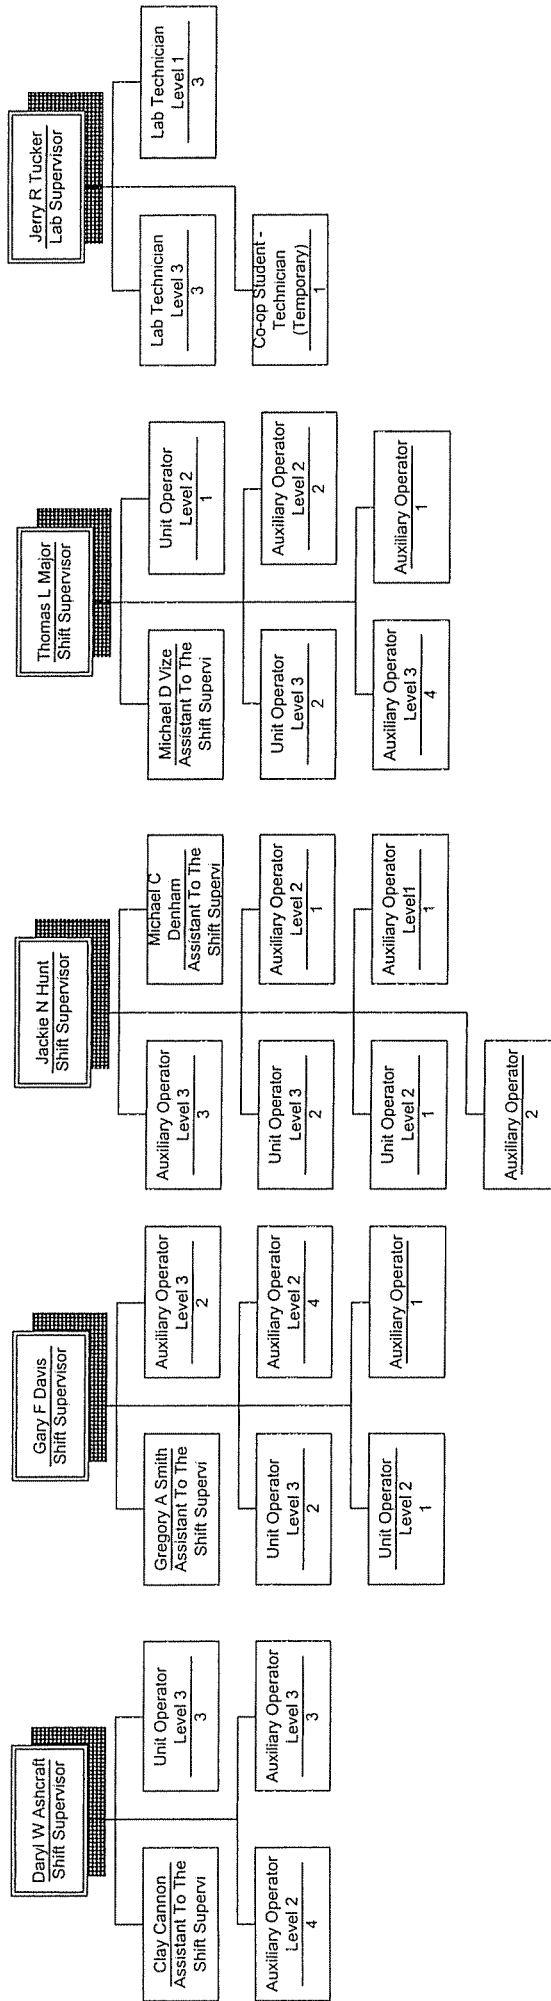 Daryl W Ashcraft
Shift Supervisor
Clay Cannon
Assistant To The
Shift Supervi
Unit Operator
Level 3
3
Auxiliary Operator
Level 2
4
Auxiliary Operator
Level 3
3
Gary F Davis
Shift Supervisor
Gregory A Smith
Assistant To The
Shift Supervi
Auxiliary Operator
Level 3
2
Unit Operator
Level 3
2
Auxiliary Operator
Level 2
4
Unit Operator
Level 2
1
Auxiliary Operator
1
Jackie N Hunt
Shift Supervisor
Auxiliary Operator
Level 3
3
Michael C
Denham
Assistant To The
Shift Supervi
Unit Operator
Level 3
2
Auxiliary Operator
Level 2
1
Unit Operator
Level 2
1
Auxiliary Operator
Level1
1
Auxiliary Operator
2
Thomas L Major
Shift Supervisor
Michael D Vize
Assistant To The
Shift Supervi
Unit Operator
Level 2
1
Unit Operator
Level 3
2
Auxiliary Operator
Level 2
2
Auxiliary Operator
Level 3
4
Auxiliary Operator
1
Jerry R Tucker
Lab Supervisor
Lab Technician
Level 3
3
Lab Technician
Level 1
3
Co-op Student -
Technician
(Temporary)
1